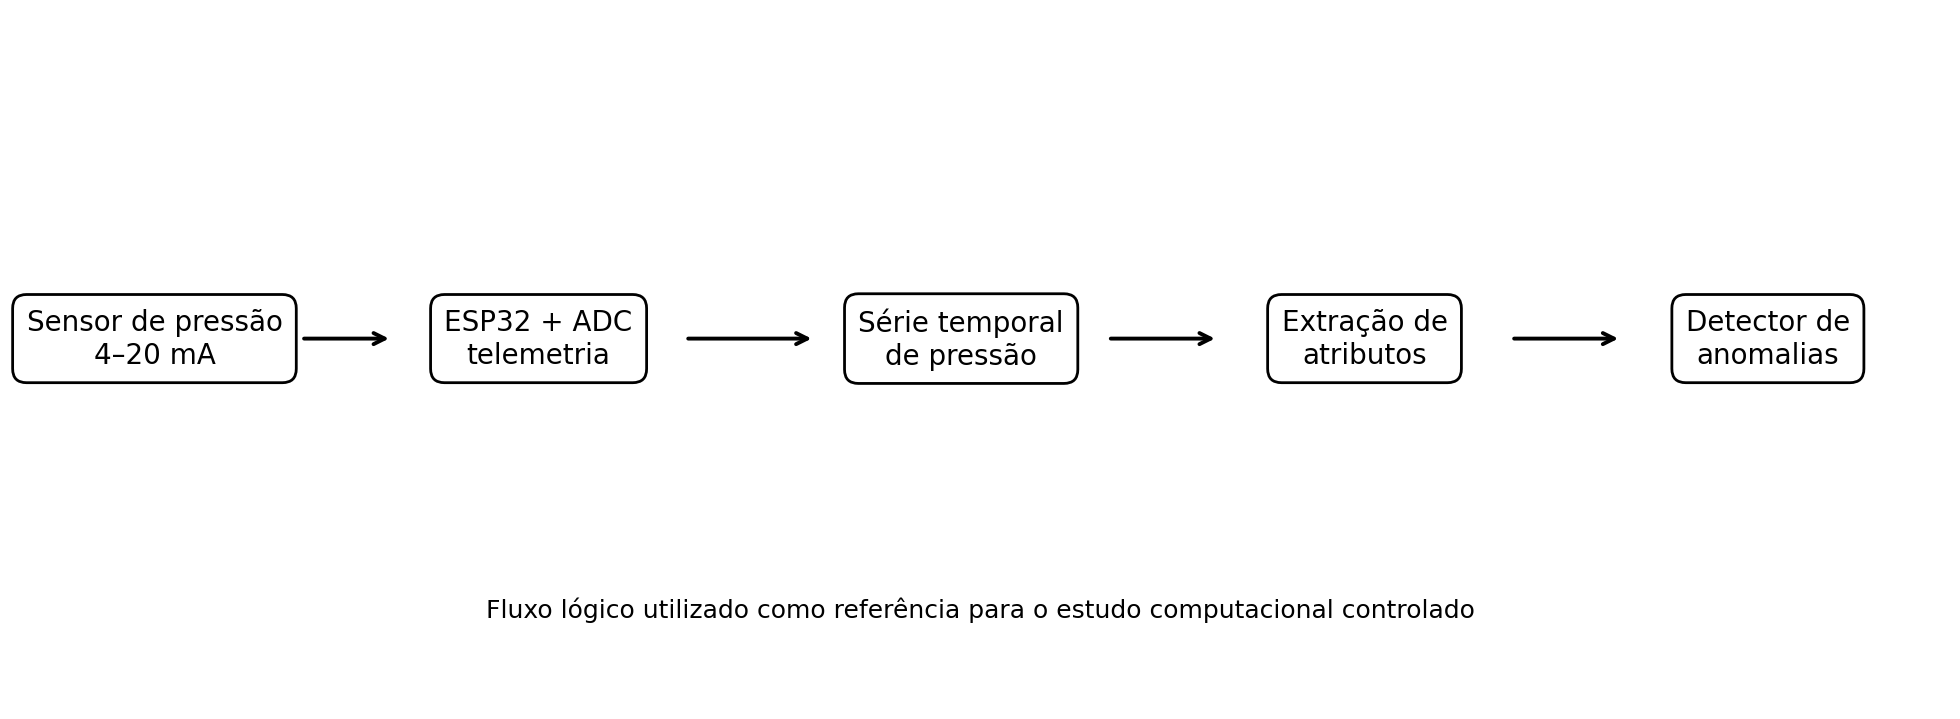 Sensor de pressão
4–20 mA
ESP32 + ADC
telemetria
Série temporal
de pressão
Extração de
atributos
Detector de
anomalias
Fluxo lógico utilizado como referência para o estudo computacional controlado